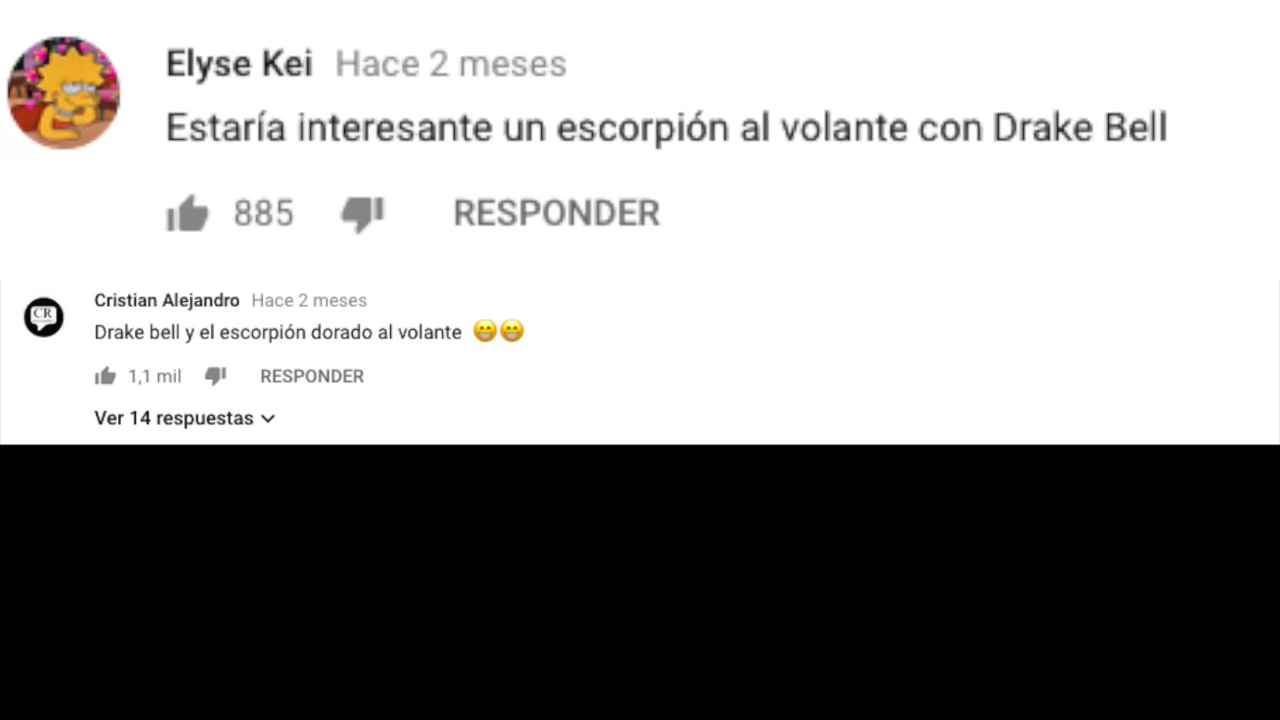 Elyse Kei Hace 2 meses
Estaría interesante un escorpión al volante con Drake Bell
885 RESPONDER
CR
Cristian Alejandro Hace 2 meses
Drake bell y el escorpión dorado al volante 😁😁
1,1 mil RESPONDER
Ver 14 respuestas